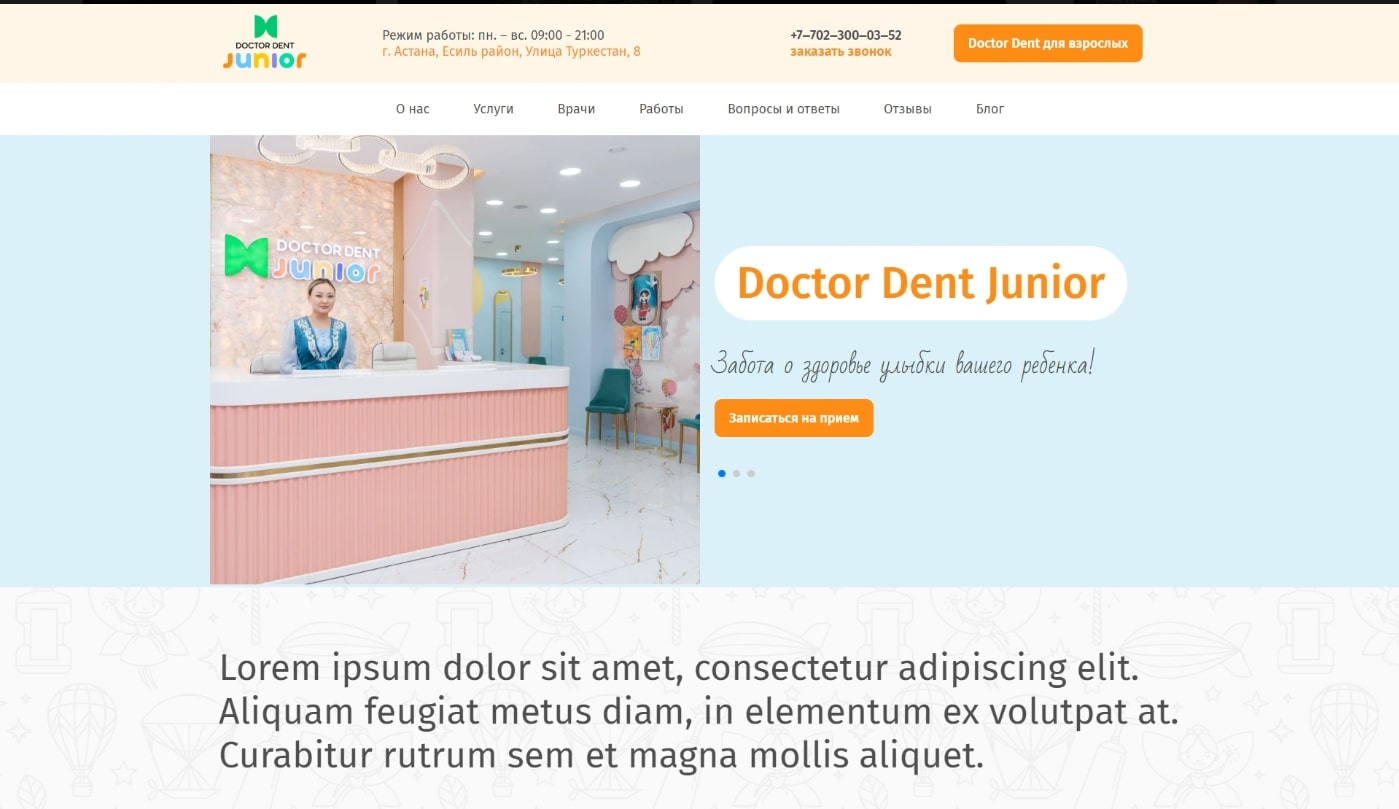 DOCTOR DENT
junior
Режим работы: пн. – вс. 09:00 - 21:00
г. Астана, Есиль район, Улица Туркестан, 8
+7‒702‒300‒03‒52
заказать звонок
Doctor Dent для взрослых
О нас
Услуги
Врачи
Работы
Вопросы и ответы
Отзывы
Блог
DOCTOR DENT
junior
Doctor Dent Junior
Забота о здоровье улыбки вашего ребенка!
Записаться на прием
Lorem ipsum dolor sit amet, consectetur adipiscing elit.
Aliquam feugiat metus diam, in elementum ex volutpat at.
Curabitur rutrum sem et magna mollis aliquet.